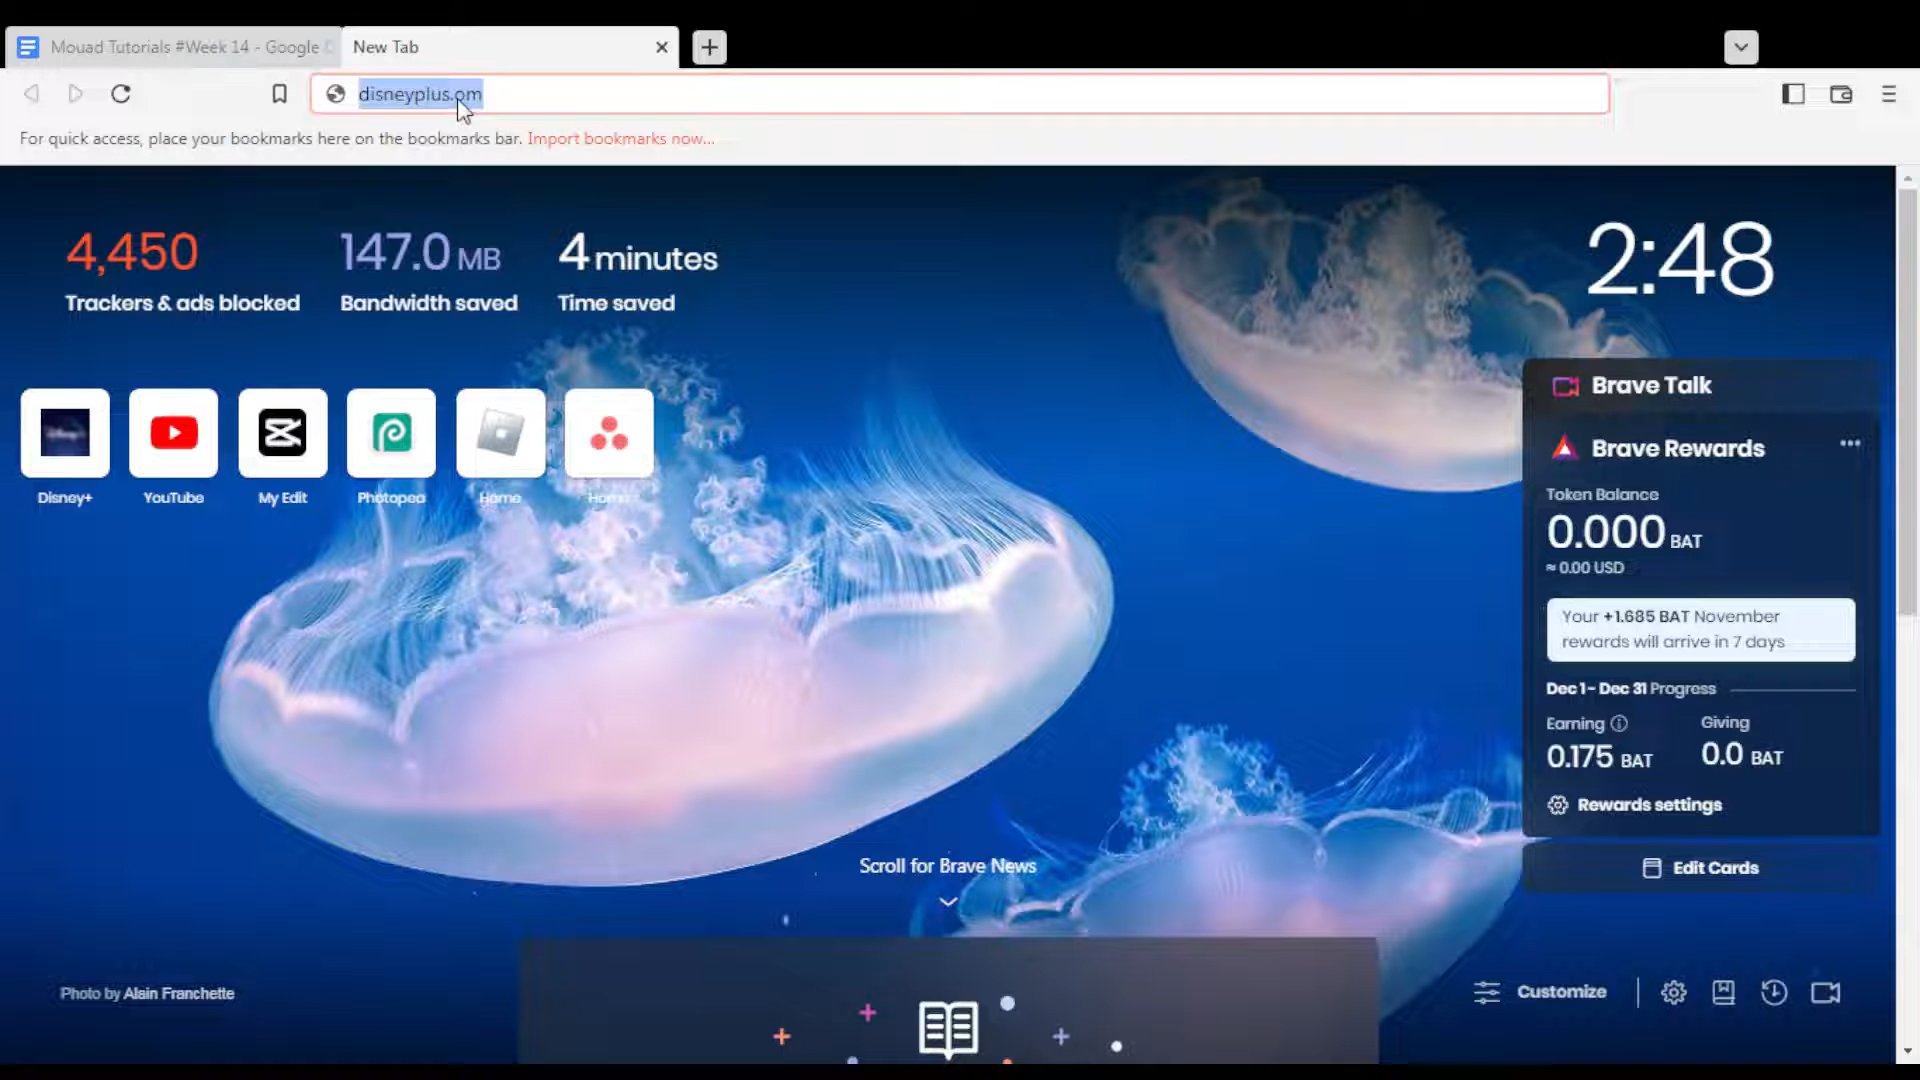 Mouad Tutorials #Week 14 - Google D
New Tab
disneyplus.om
For quick access, place your bookmarks here on the bookmarks bar. Import bookmarks now...
4,450
Trackers & ads blocked
147.0 MB
Bandwidth saved
4 minutes
Time saved
2:48
Disney+
YouTube
My Edit
Photopea
Home
Home
Brave Talk
Brave Rewards
Token Balance
0.000 BAT
≈ 0.00 USD
Your +1.685 BAT November
rewards will arrive in 7 days
Dec 1 - Dec 31 Progress
Earning
Giving
0.175 BAT
0.0 BAT
Rewards settings
Edit Cards
Scroll for Brave News
Photo by Alain Franchette
Customize